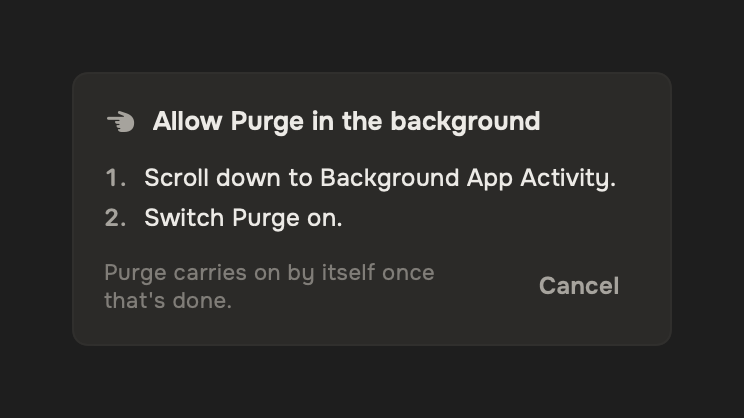 Allow Purge in the background
1. Scroll down to Background App Activity.
2. Switch Purge on.
Purge carries on by itself once
that's done.
Cancel